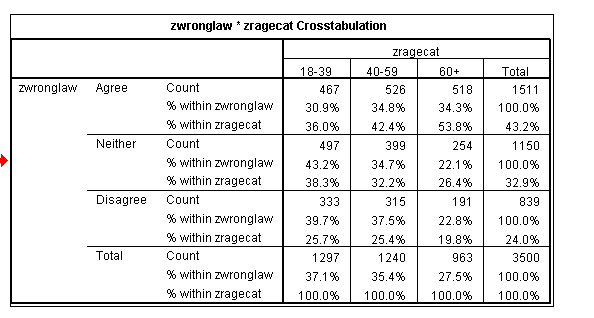 zwronglaw * zragecat Crosstabulation
zragecat
18-39 40-59 60+ Total
zwronglaw Agree Count 467 526 518 1511
% within zwronglaw 30.9% 34.8% 34.3% 100.0%
% within zragecat 36.0% 42.4% 53.8% 43.2%
Neither Count 497 399 254 1150
% within zwronglaw 43.2% 34.7% 22.1% 100.0%
% within zragecat 38.3% 32.2% 26.4% 32.9%
Disagree Count 333 315 191 839
% within zwronglaw 39.7% 37.5% 22.8% 100.0%
% within zragecat 25.7% 25.4% 19.8% 24.0%
Total Count 1297 1240 963 3500
% within zwronglaw 37.1% 35.4% 27.5% 100.0%
% within zragecat 100.0% 100.0% 100.0% 100.0%